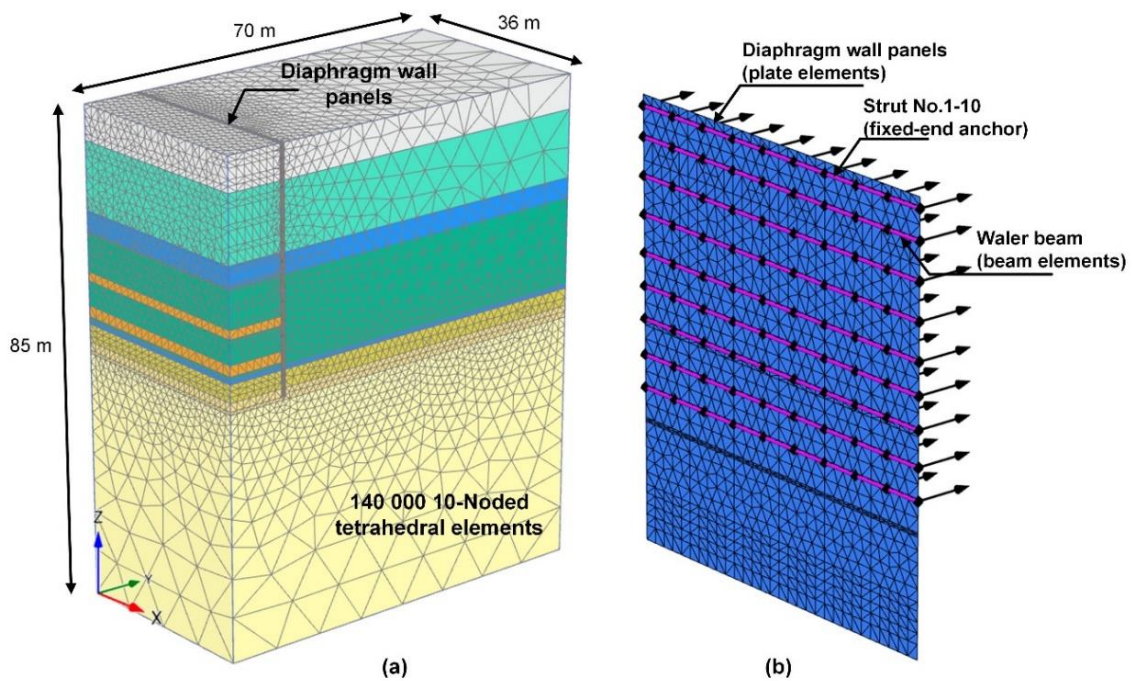 70 m
36 m
Diaphragm wall
panels
85 m
140 000 10-Noded
tetrahedral elements
Z
Y
X
(a)
Diaphragm wall panels
(plate elements)
Strut No.1-10
(fixed-end anchor)
Waler beam
(beam elements)
(b)